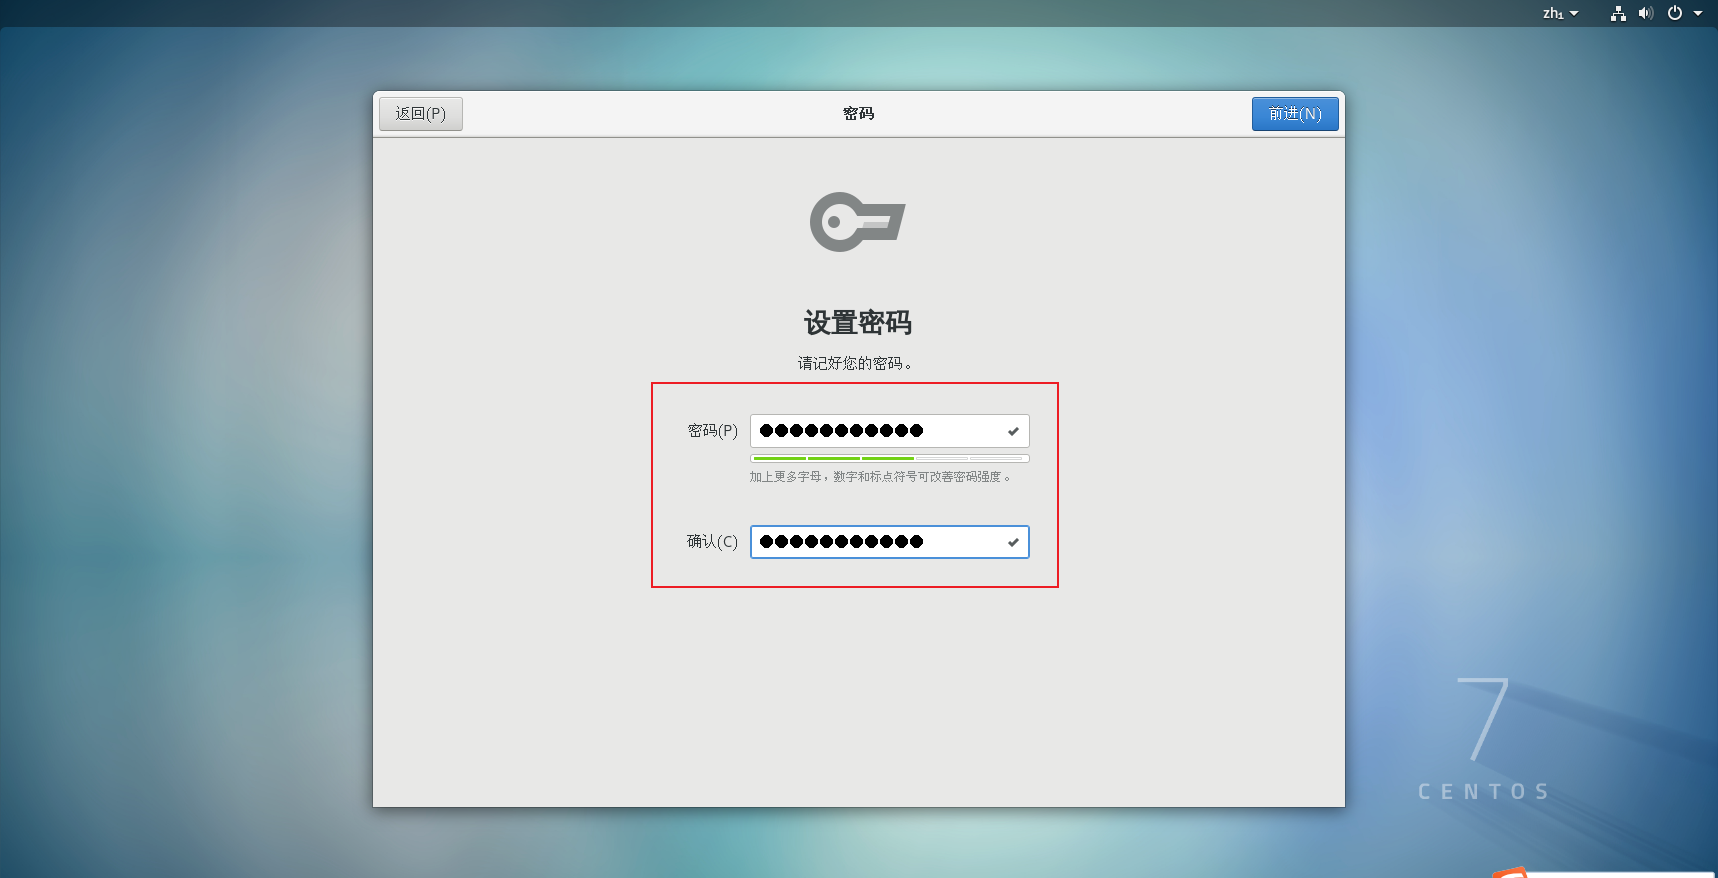 zh₁
返回(P)
密码
前进(N)
设置密码
请记好您的密码。
密码(P)
加上更多字母，数字和标点符号可改善密码强度。
确认(C)
7
CENTOS